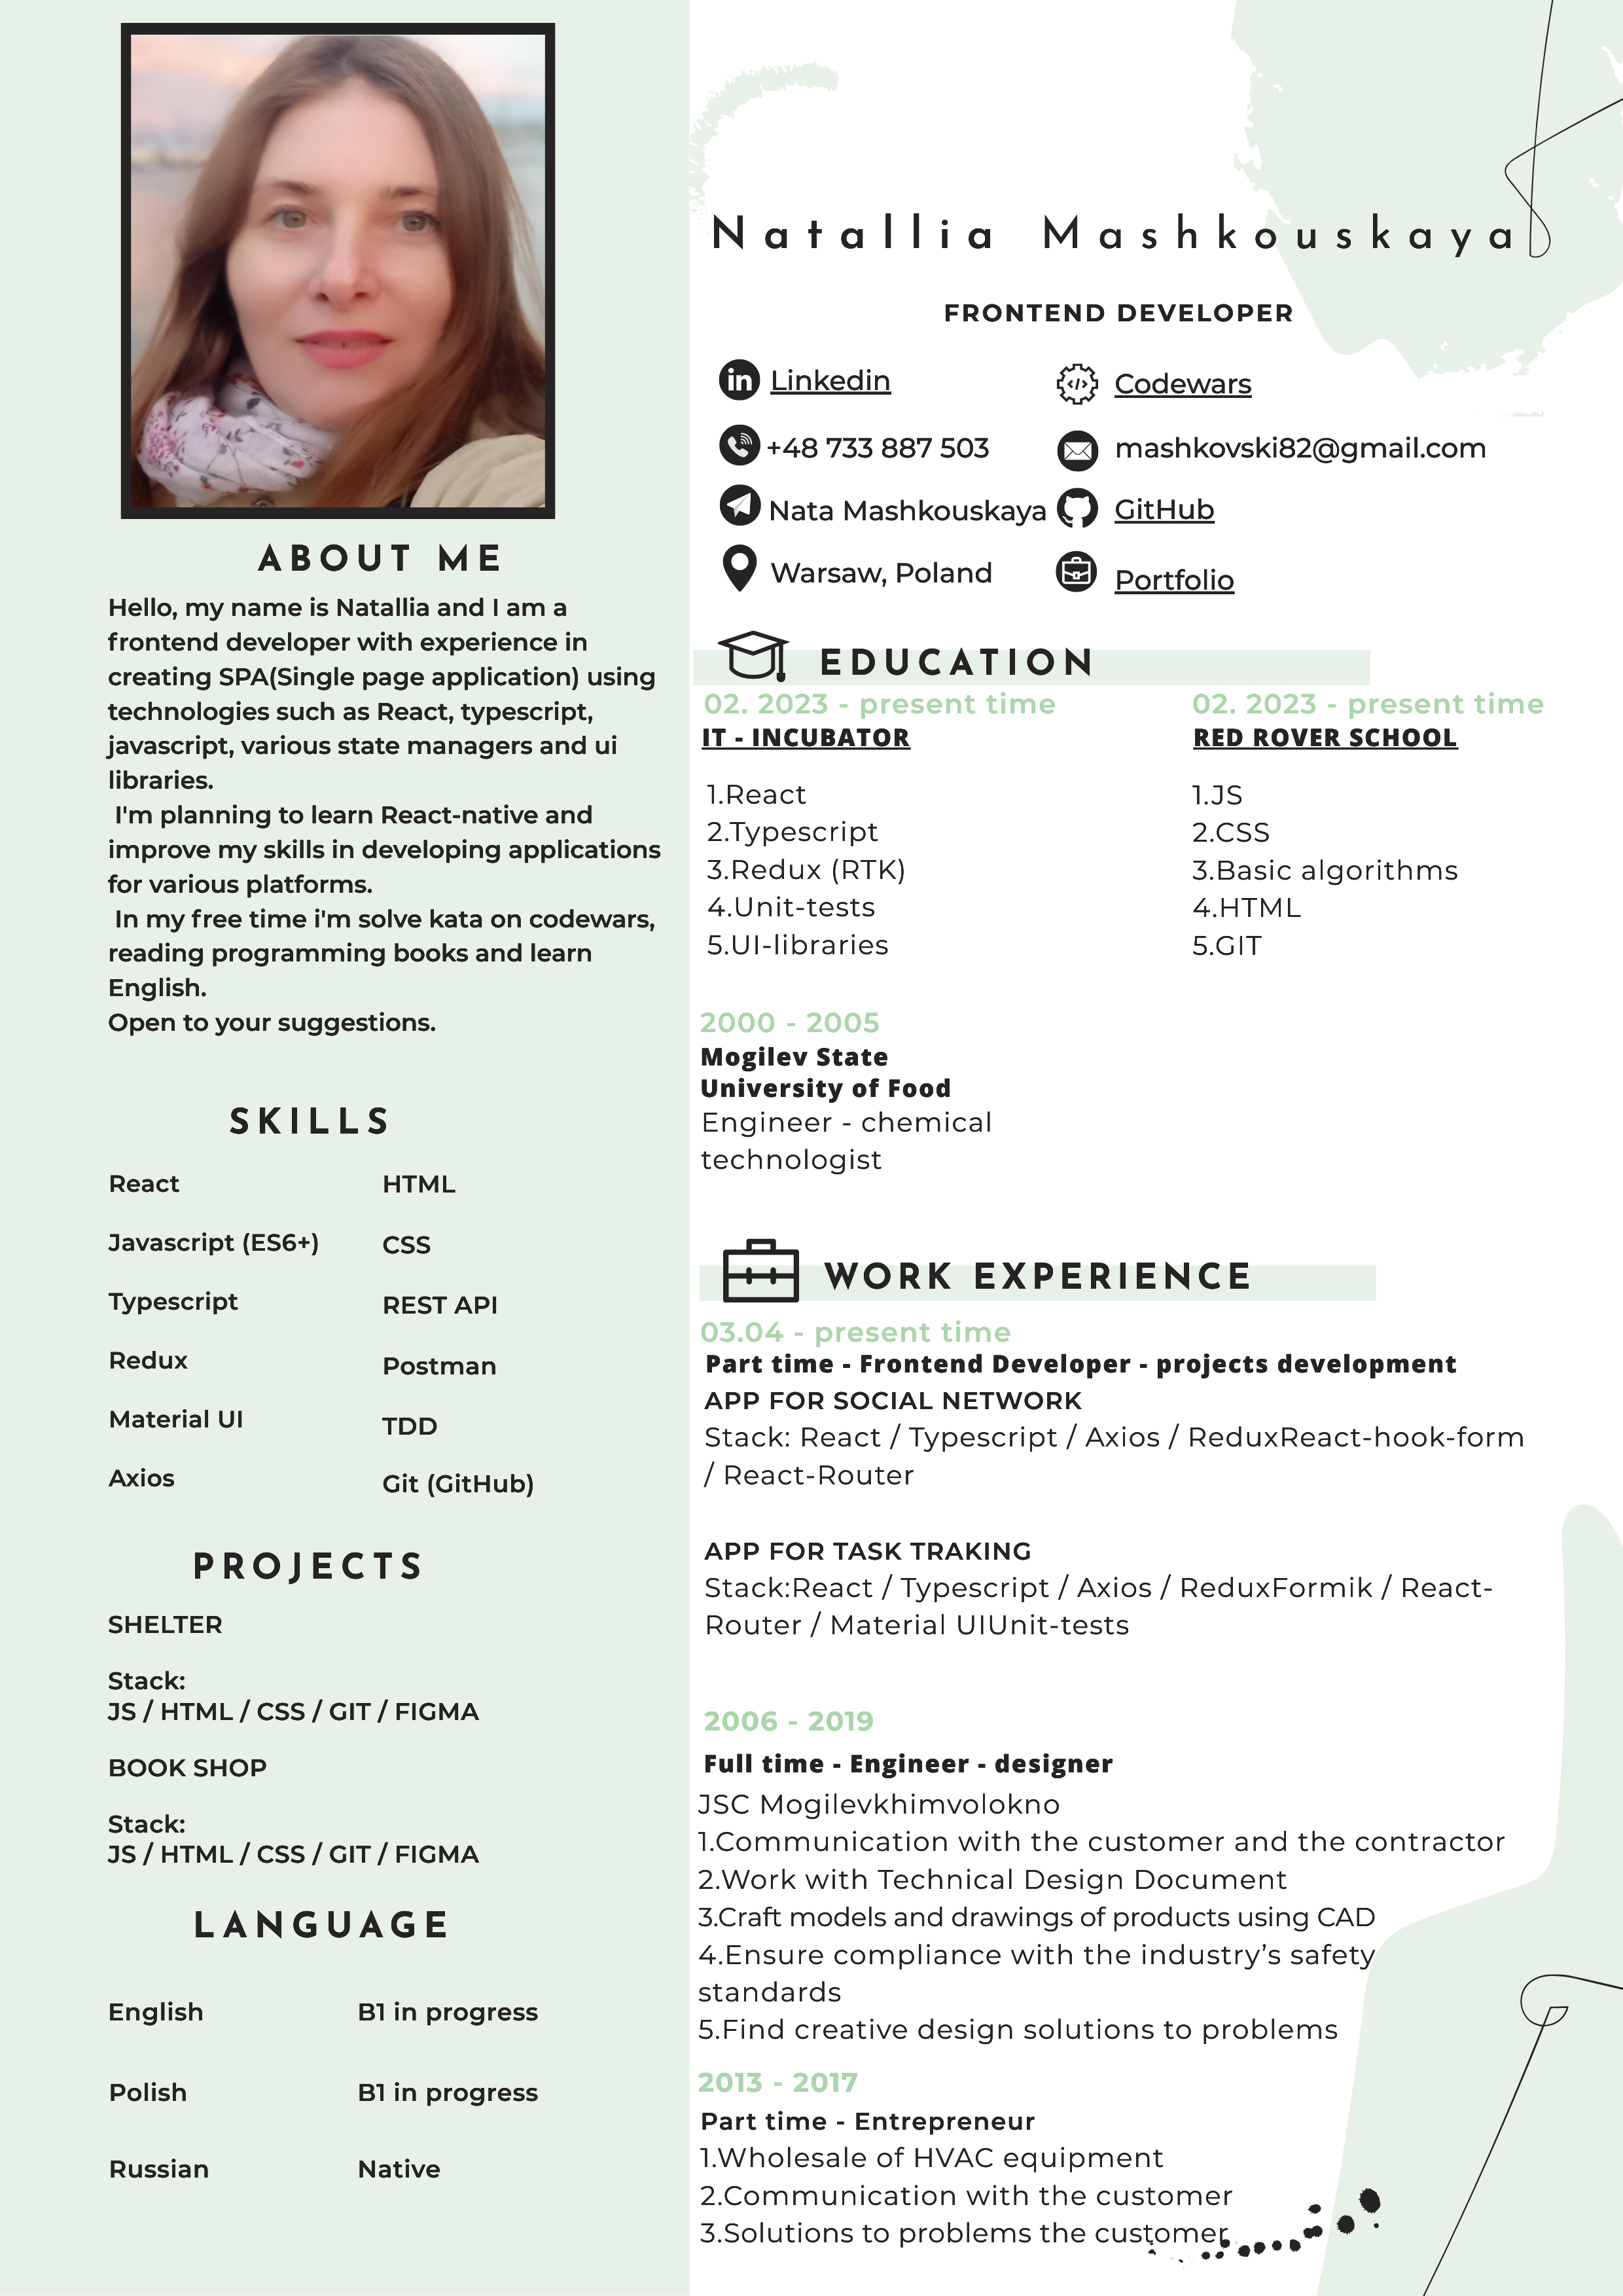 Natallia Mashkouskaya
FRONTEND DEVELOPER
Linkedin
Codewars
+48 733 887 503
mashkovski82@gmail.com
Nata Mashkouskaya
GitHub
Warsaw, Poland
Portfolio
ABOUT ME
Hello, my name is Natallia and I am a
frontend developer with experience in
creating SPA(Single page application) using
technologies such as React, typescript,
javascript, various state managers and ui
libraries.
I'm planning to learn React-native and
improve my skills in developing applications
for various platforms.
In my free time i'm solve kata on codewars,
reading programming books and learn
English.
Open to your suggestions.
SKILLS
React
HTML
Javascript (ES6+)
CSS
Typescript
REST API
Redux
Postman
Material UI
TDD
Axios
Git (GitHub)
PROJECTS
SHELTER
Stack:
JS / HTML / CSS / GIT / FIGMA
BOOK SHOP
Stack:
JS / HTML / CSS / GIT / FIGMA
LANGUAGE
English
B1 in progress
Polish
B1 in progress
Russian
Native
EDUCATION
02. 2023 - present time
IT - INCUBATOR
1.React
2.Typescript
3.Redux (RTK)
4.Unit-tests
5.UI-libraries
02. 2023 - present time
RED ROVER SCHOOL
1.JS
2.CSS
3.Basic algorithms
4.HTML
5.GIT
2000 - 2005
Mogilev State
University of Food
Engineer - chemical
technologist
WORK EXPERIENCE
03.04 - present time
Part time - Frontend Developer - projects development
APP FOR SOCIAL NETWORK
Stack: React / Typescript / Axios / ReduxReact-hook-form
/ React-Router
APP FOR TASK TRAKING
Stack:React / Typescript / Axios / ReduxFormik / React-
Router / Material UIUnit-tests
2006 - 2019
Full time - Engineer - designer
JSC Mogilevkhimvolokno
1.Communication with the customer and the contractor
2.Work with Technical Design Document
3.Craft models and drawings of products using CAD
4.Ensure compliance with the industry’s safety
standards
5.Find creative design solutions to problems
2013 - 2017
Part time - Entrepreneur
1.Wholesale of HVAC equipment
2.Communication with the customer
3.Solutions to problems the customer